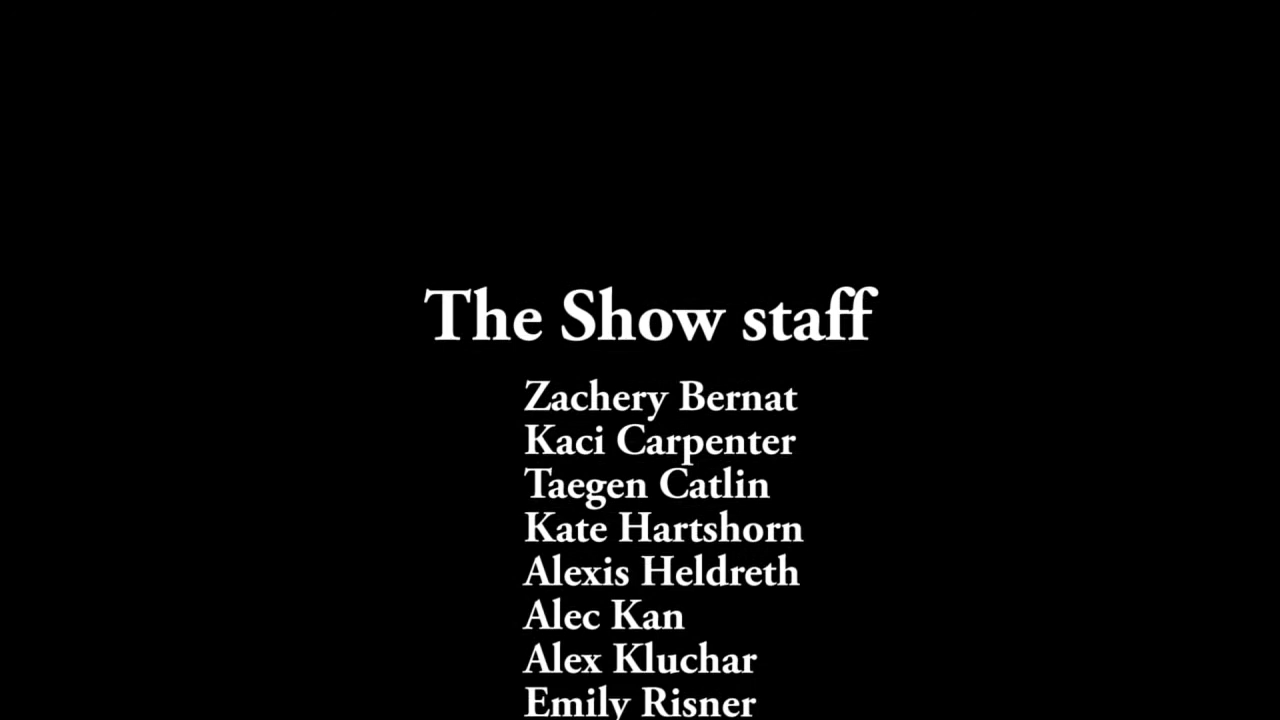 The Show staff
Zachery Bernat
Kaci Carpenter
Taegen Catlin
Kate Hartshorn
Alexis Heldreth
Alec Kan
Alex Kluchar
Emily Risner